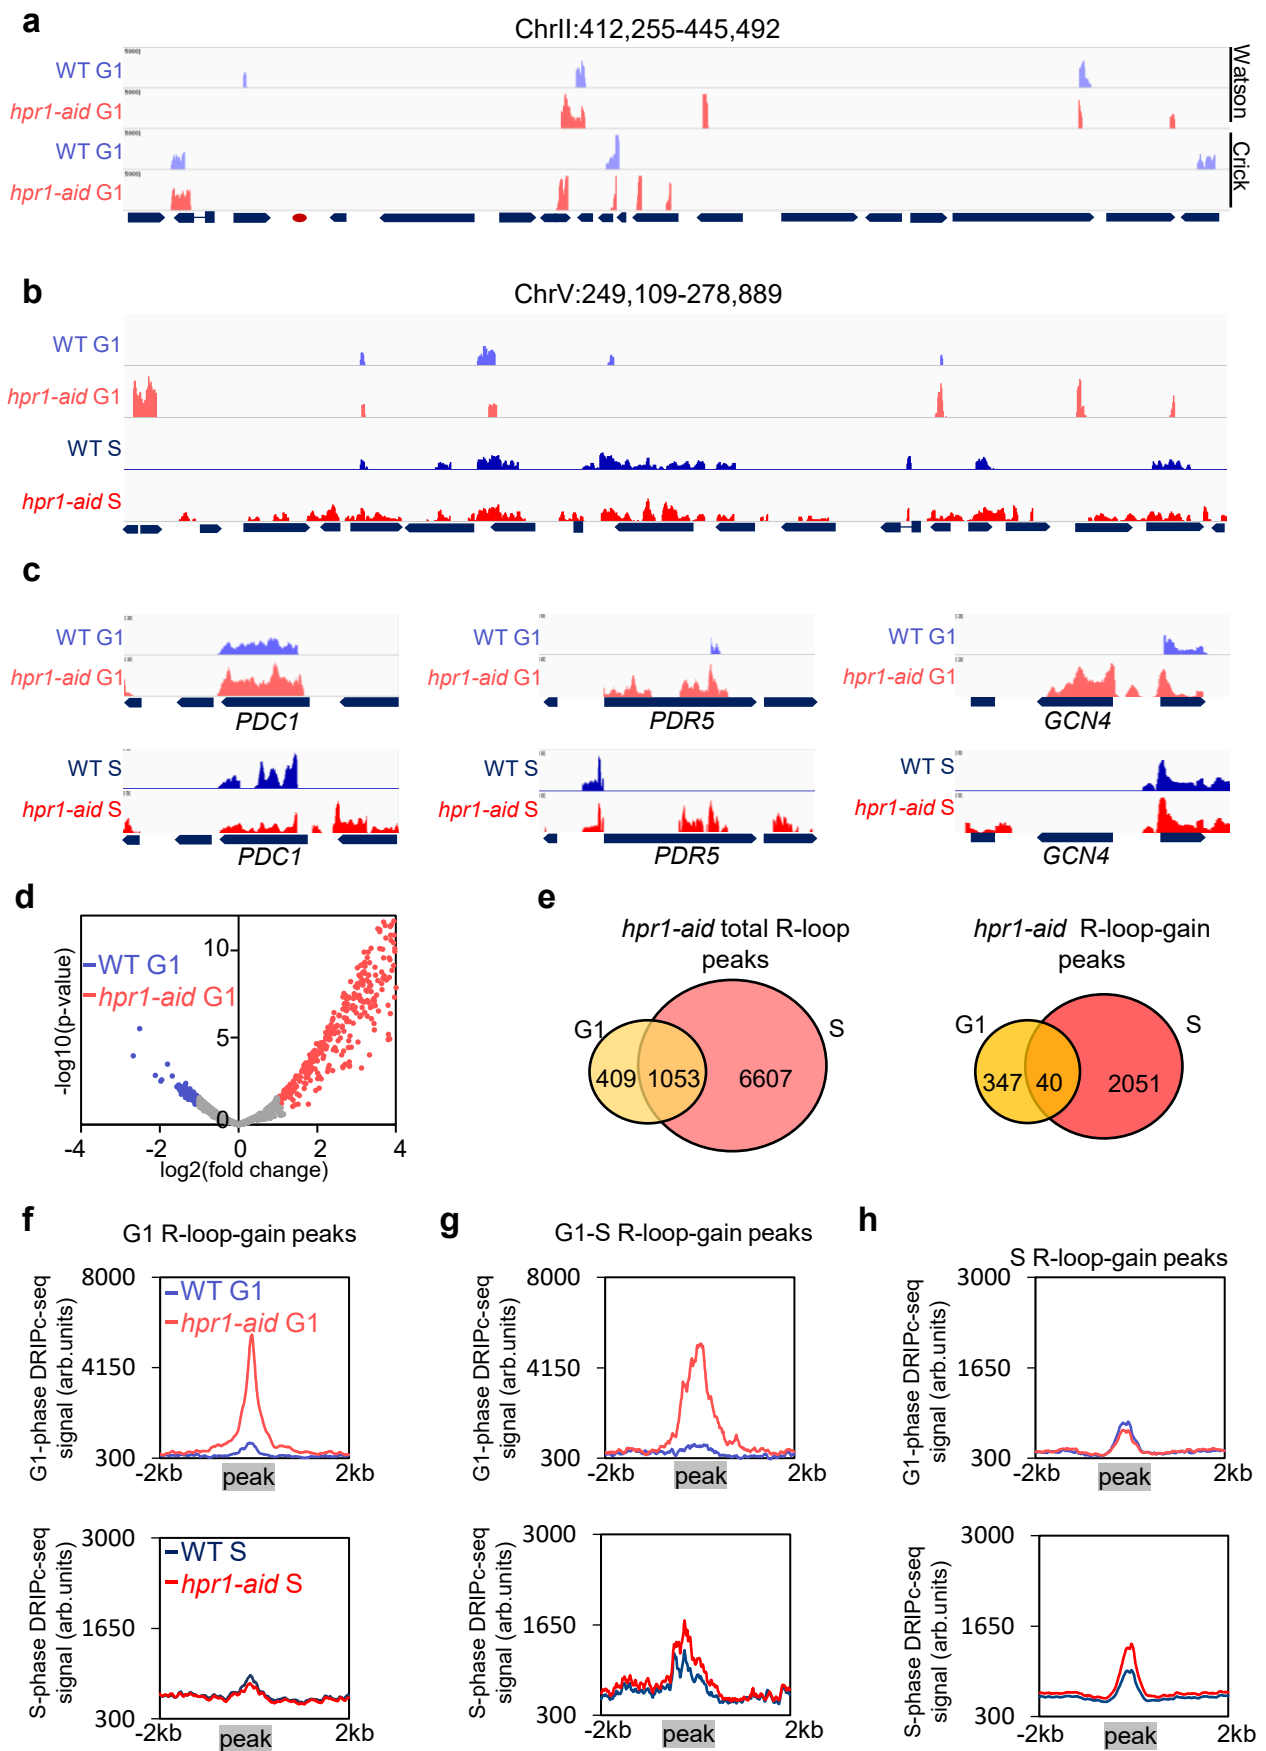 a
ChrII:412,255-445,492
WT G1
hpr1-aid G1
Watson
WT G1
hpr1-aid G1
Crick
b
ChrV:249,109-278,889
WT G1
hpr1-aid G1
WT S
hpr1-aid S
c
WT G1
hpr1-aid G1
PDC1
WT G1
hpr1-aid G1
PDR5
WT G1
hpr1-aid G1
GCN4
WT S
hpr1-aid S
PDC1
WT S
hpr1-aid S
PDR5
WT S
hpr1-aid S
GCN4
d
-log10(p-value)
WT G1
hpr1-aid G1
10
5
0
-4 -2 0 2 4
log2(fold change)
e
hpr1-aid total R-loop
peaks
G1
S
409 1053 6607
hpr1-aid R-loop-gain
peaks
G1
S
347 40 2051
f
G1 R-loop-gain peaks
G1-phase DRIPc-seq
signal (arb.units)
8000
4150
300
WT G1
hpr1-aid G1
-2kb peak 2kb
S-phase DRIPc-seq
signal (arb.units)
3000
1650
300
WT S
hpr1-aid S
-2kb peak 2kb
g
G1-S R-loop-gain peaks
G1-phase DRIPc-seq
signal (arb.units)
8000
4150
300
-2kb peak 2kb
S-phase DRIPc-seq
signal (arb.units)
3000
1650
300
-2kb peak 2kb
h
S R-loop-gain peaks
G1-phase DRIPc-seq
signal (arb.units)
3000
1650
300
-2kb peak 2kb
S-phase DRIPc-seq
signal (arb.units)
3000
1650
300
-2kb peak 2kb